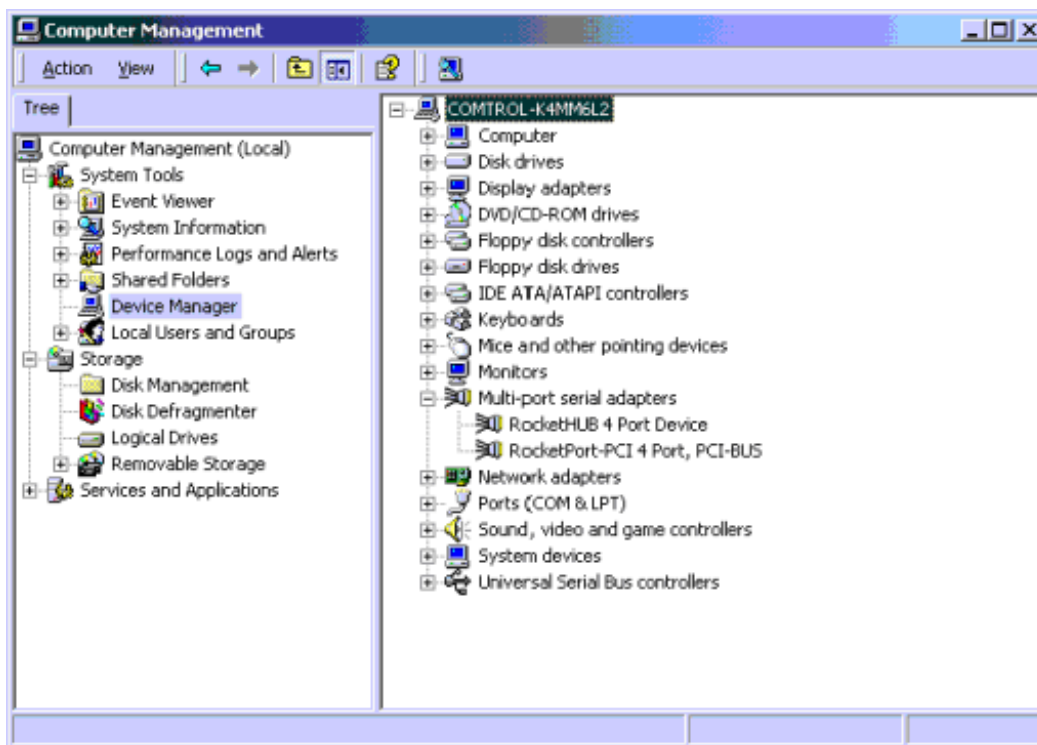 Computer Management
Action View
Tree
Computer Management (Local)
System Tools
Event Viewer
System Information
Performance Logs and Alerts
Shared Folders
Device Manager
Local Users and Groups
Storage
Disk Management
Disk Defragmenter
Logical Drives
Removable Storage
Services and Applications
COMTROL-K4MM6L2
Computer
Disk drives
Display adapters
DVD/CD-ROM drives
Floppy disk controllers
Floppy disk drives
IDE ATA/ATAPI controllers
Keyboards
Mice and other pointing devices
Monitors
Multi-port serial adapters
RocketHUB 4 Port Device
RocketPort-PCI 4 Port, PCI-BUS
Network adapters
Ports (COM & LPT)
Sound, video and game controllers
System devices
Universal Serial Bus controllers